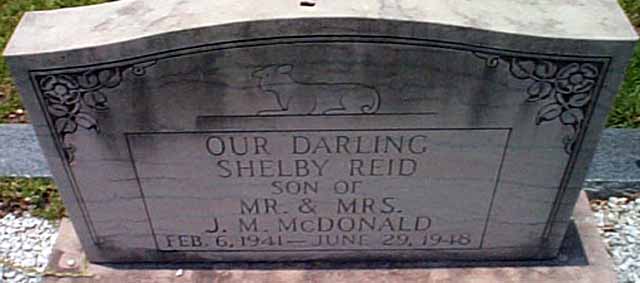 OUR DARLING
SHELBY REID
SON OF
MR. & MRS.
J. M. McDONALD
FEB. 6, 1941 — JUNE 29, 1948